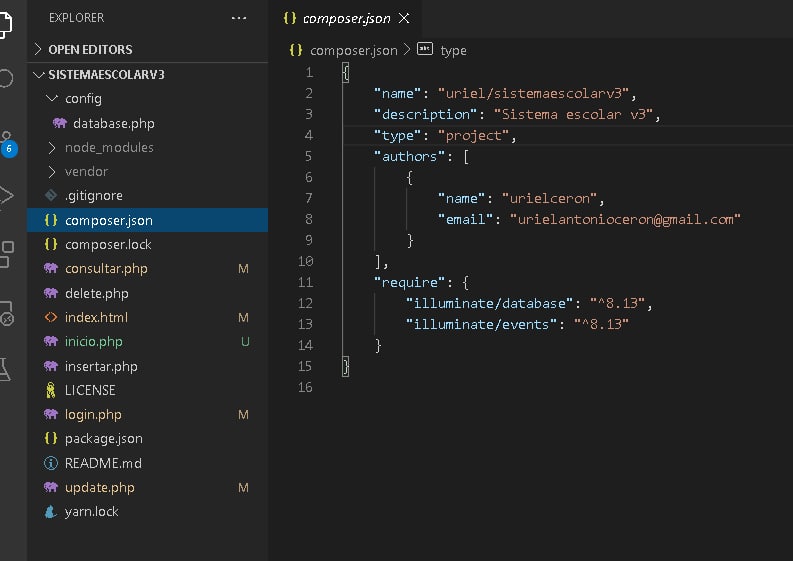 EXPLORER
OPEN EDITORS
SISTEMAESCOLARV3
config
database.php
node_modules
vendor
.gitignore
composer.json
composer.lock
consultar.php M
delete.php
index.html M
inicio.php U
insertar.php
LICENSE
login.php M
package.json
README.md
update.php M
yarn.lock
6
{} composer.json ×
{} composer.json > abc type
1 {
2 "name": "uriel/sistemaescolarv3",
3 "description": "Sistema escolar v3",
4 "type": "project",
5 "authors": [
6 {
7 "name": "urielceron",
8 "email": "urielantonioceron@gmail.com"
9 }
10 ],
11 "require": {
12 "illuminate/database": "^8.13",
13 "illuminate/events": "^8.13"
14 }
15 }
16